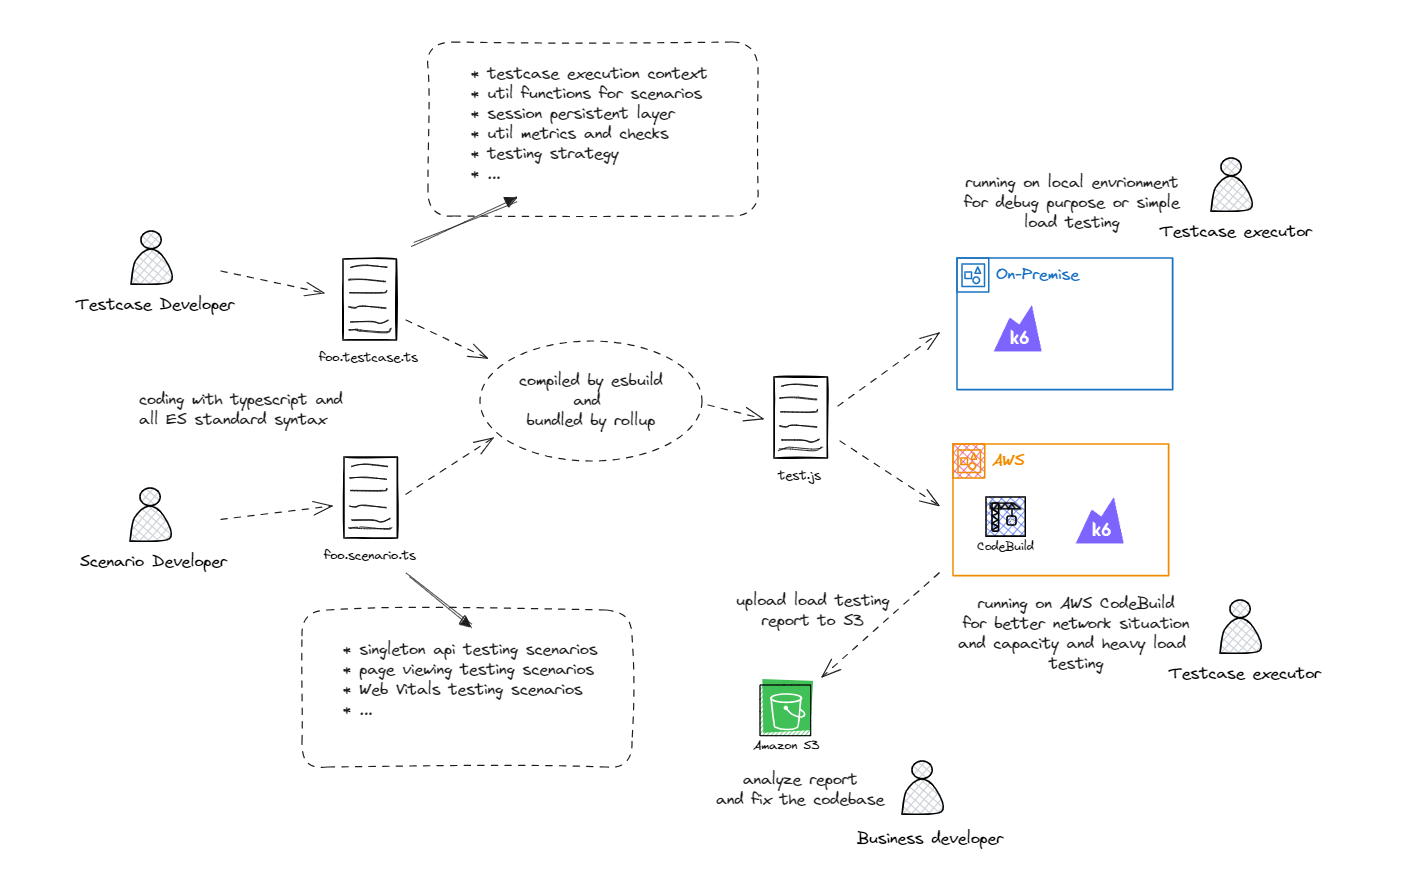 * testcase execution context
* util functions for scenarios
* session persistent layer
* util metrics and checks
* testing strategy
* ...
Testcase Developer
foo.testcase.ts
coding with typescript and
all ES standard syntax
Scenario Developer
foo.scenario.ts
* singleton api testing scenarios
* page viewing testing scenarios
* Web Vitals testing scenarios
* ...
compiled by esbuild
and
bundled by rollup
test.js
running on local envrionment
for debug purpose or simple
load testing
Testcase executor
On-Premise
k6
AWS
CodeBuild
k6
running on AWS CodeBuild
for better network situation
and capacity and heavy load
testing
Testcase executor
upload load testing
report to S3
Amazon S3
analyze report
and fix the codebase
Business developer